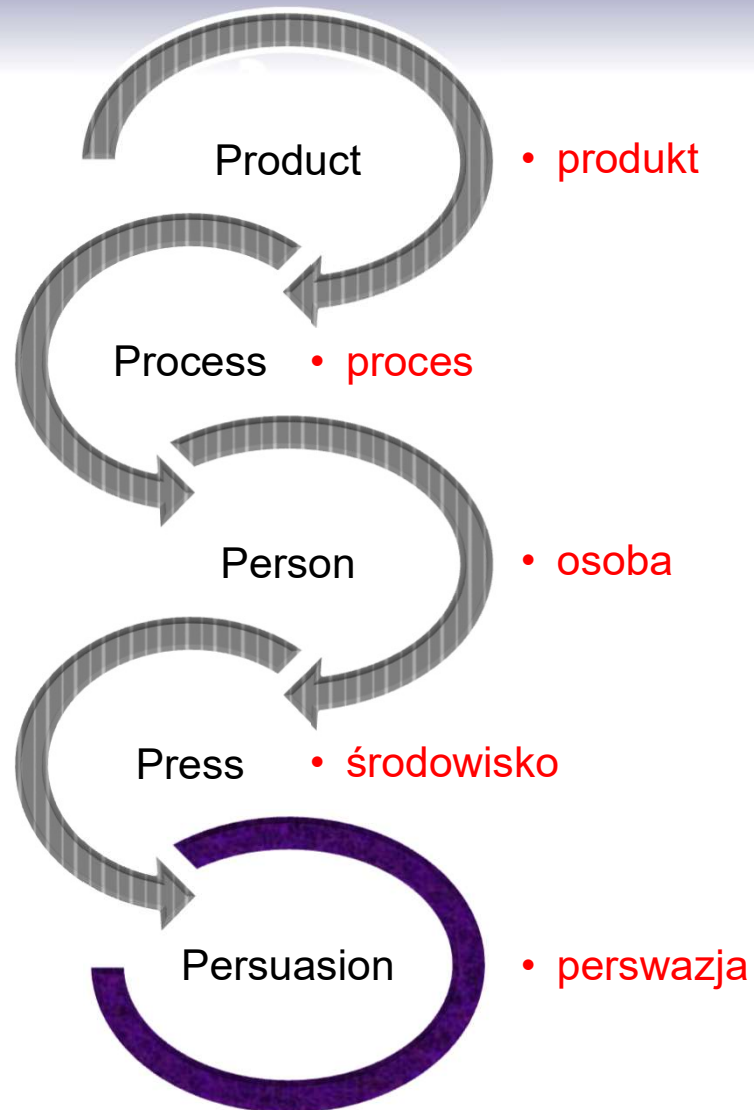 Product
• produkt
Process
• proces
Person
• osoba
Press
• środowisko
Persuasion
• perswazja